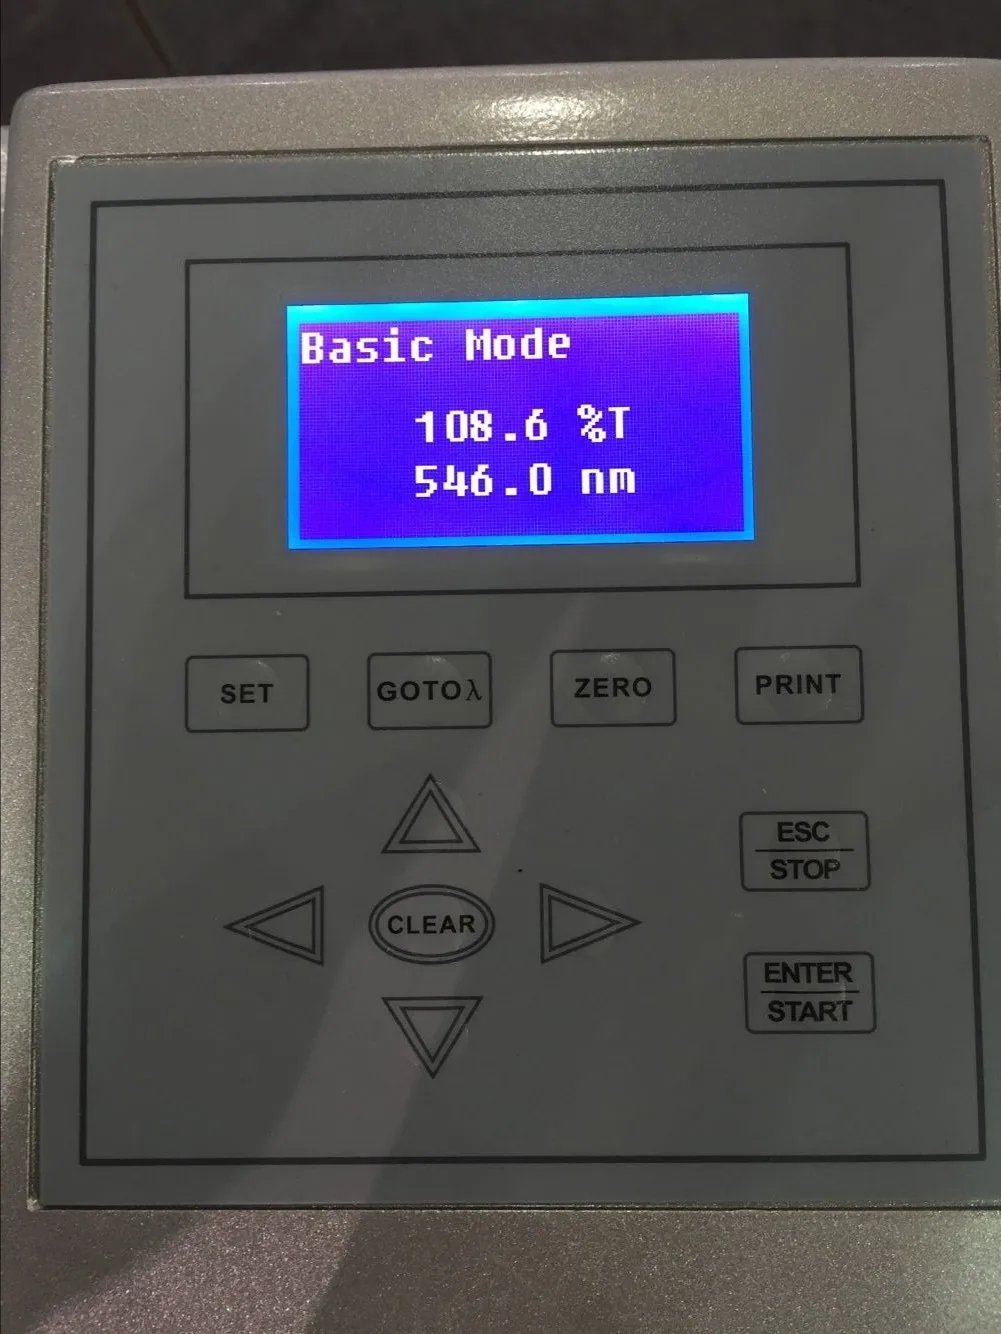 Basic Mode
108.6 %T
546.0 nm
SET
GOTOλ
ZERO
PRINT
ESC
STOP
CLEAR
ENTER
START